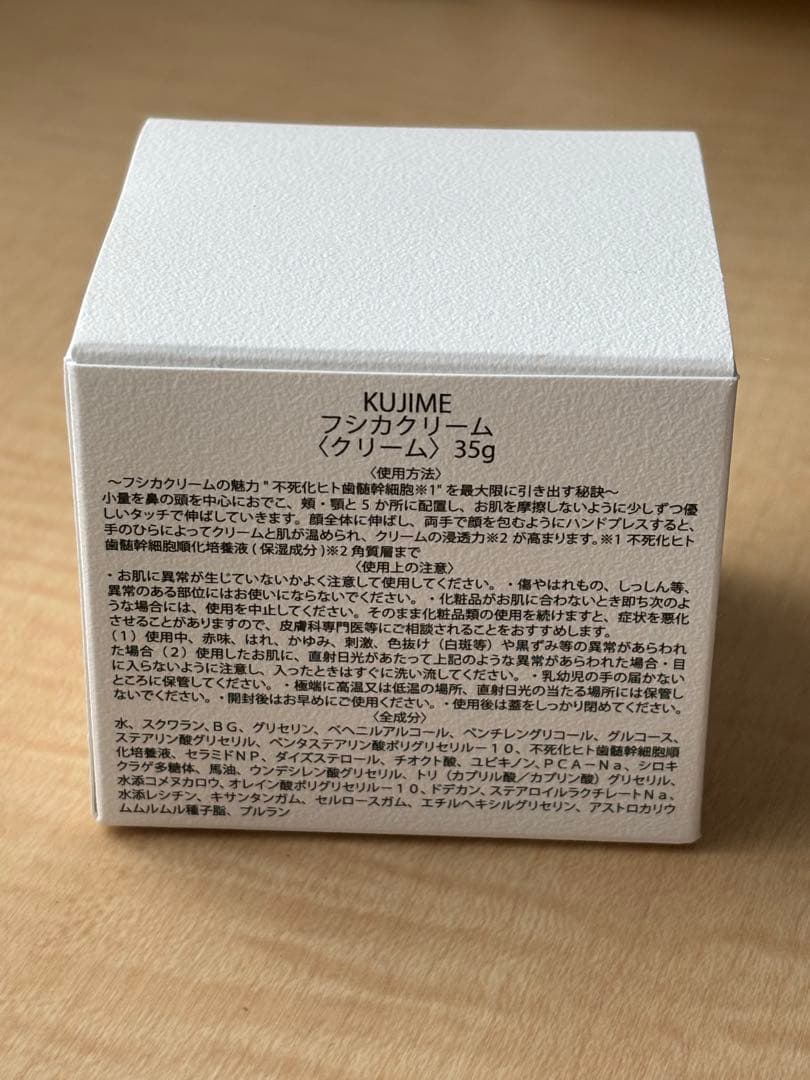 KUJIME
フシカクリーム
〈クリーム〉35g
〈使用方法〉
～フシカクリームの魅力"不死化ヒト歯髄幹細胞※1"を最大限に引き出す秘訣～
小量を鼻の頭を中心におでこ、頬・顎と5か所に配置し、お肌を摩擦しないように少しずつ優
しいタッチで伸ばしていきます。顔全体に伸ばし、両手で顔を包むようにハンドプレスすると、
手のひらによってクリームと肌が温められ、クリームの浸透力※2が高まります。※1 不死化ヒト
歯髄幹細胞順化培養液(保湿成分)※2角質層まで
〈使用上の注意〉
・お肌に異常が生じていないかよく注意して使用してください。・傷やはれもの、しっしん等、
異常のある部位にはお使いにならないでください。・化粧品がお肌に合わないとき即ち次のよ
うな場合には、使用を中止してください。そのまま化粧品類の使用を続けますと、症状を悪化
させることがありますので、皮膚科専門医等にご相談されることをおすすめします。
（1）使用中、赤味、はれ、かゆみ、刺激、色抜け（白斑等）や黒ずみ等の異常があらわれ
た場合（2）使用したお肌に、直射日光があたって上記のような異常があらわれた場合・目
に入らないように注意し、入ったときはすぐに洗い流してください。・乳幼児の手の届かない
ところに保管してください。・極端に高温又は低温の場所、直射日光の当たる場所には保管し
ないでください。・開封後はお早めにご使用ください。・使用後は蓋をしっかり閉めてください。
〈全成分〉
水、スクワラン、BG、グリセリン、ベヘニルアルコール、ペンチレングリコール、グルコース、
ステアリン酸グリセリル、ペンタステアリン酸ポリグリセリル－10、不死化ヒト歯髄幹細胞順
化培養液、セラミドNP、ダイズステロール、チオクト酸、ユビキノン、PCA－Na、シロキ
クラゲ多糖体、馬油、ウンデシレン酸グリセリル、トリ（カプリル酸／カプリン酸）グリセリル、
水添コメヌカロウ、オレイン酸ポリグリセリル－10、ドデカン、ステアロイルラクチレートNa、
水添レシチン、キサンタンガム、セルロースガム、エチルヘキシルグリセリン、アストロカリウ
ムムルムル種子脂、プルラン